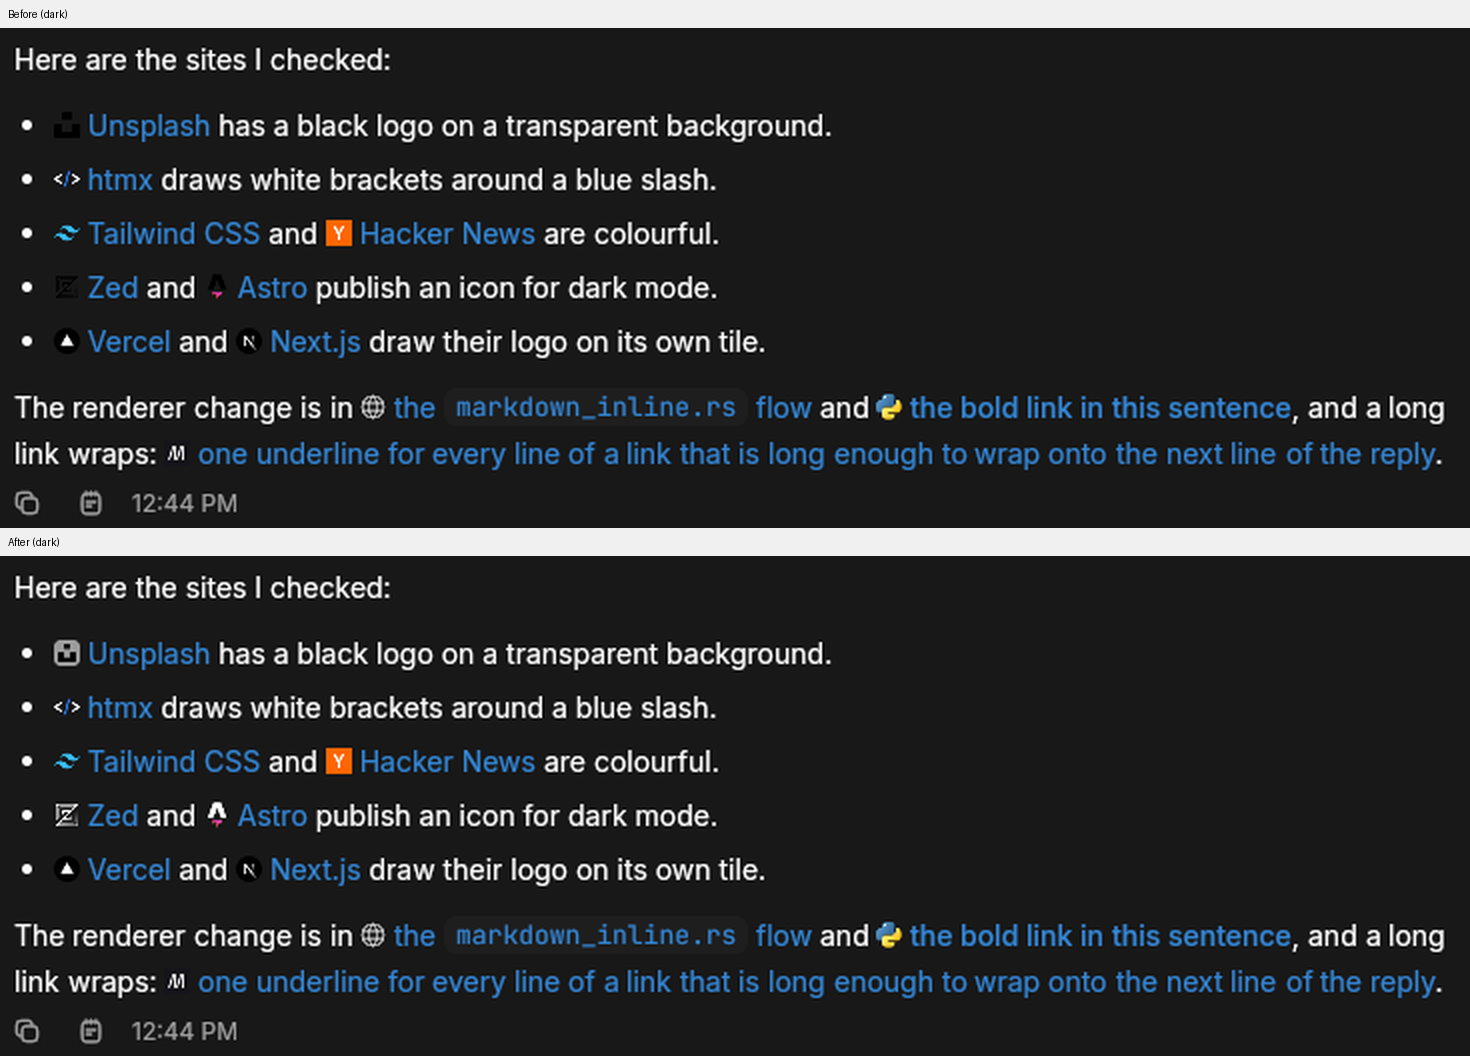 Before (dark)
Here are the sites I checked:
• Unsplash has a black logo on a transparent background.
• </> htmx draws white brackets around a blue slash.
• Tailwind CSS and Y Hacker News are colourful.
• Zed and Astro publish an icon for dark mode.
• Vercel and N Next.js draw their logo on its own tile.
The renderer change is in the markdown_inline.rs flow and the bold link in this sentence, and a long
link wraps: M one underline for every line of a link that is long enough to wrap onto the next line of the reply.
12:44 PM
After (dark)
Here are the sites I checked:
• Unsplash has a black logo on a transparent background.
• </> htmx draws white brackets around a blue slash.
• Tailwind CSS and Y Hacker News are colourful.
• Z Zed and Astro publish an icon for dark mode.
• Vercel and N Next.js draw their logo on its own tile.
The renderer change is in the markdown_inline.rs flow and the bold link in this sentence, and a long
link wraps: M one underline for every line of a link that is long enough to wrap onto the next line of the reply.
12:44 PM